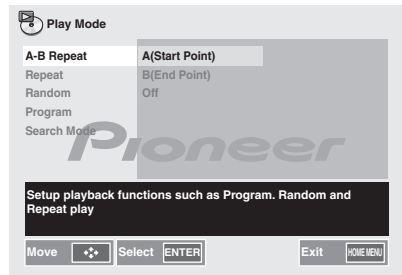 Play Mode
A-B Repeat
A(Start Point)
Repeat
B(End Point)
Random
Off
Program
Search Mode
Pioneer
Setup playback functions such as Program. Random and
Repeat play
Move
Select ENTER
Exit HOME MENU